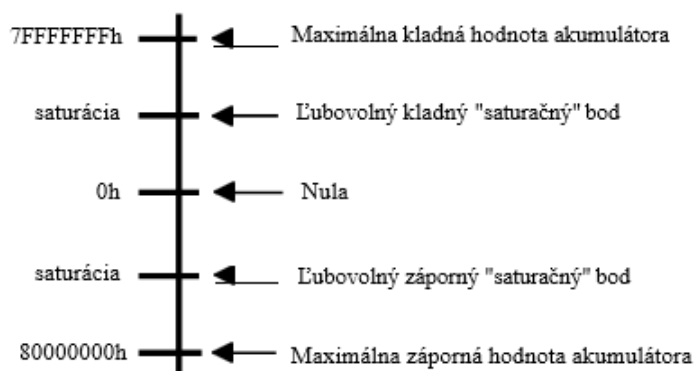 7FFFFFFFh Maximálna kladná hodnota akumulátora
saturácia Ľubovolný kladný "saturačný" bod
0h Nula
saturácia Ľubovolný záporný "saturačný" bod
80000000h Maximálna záporná hodnota akumulátora